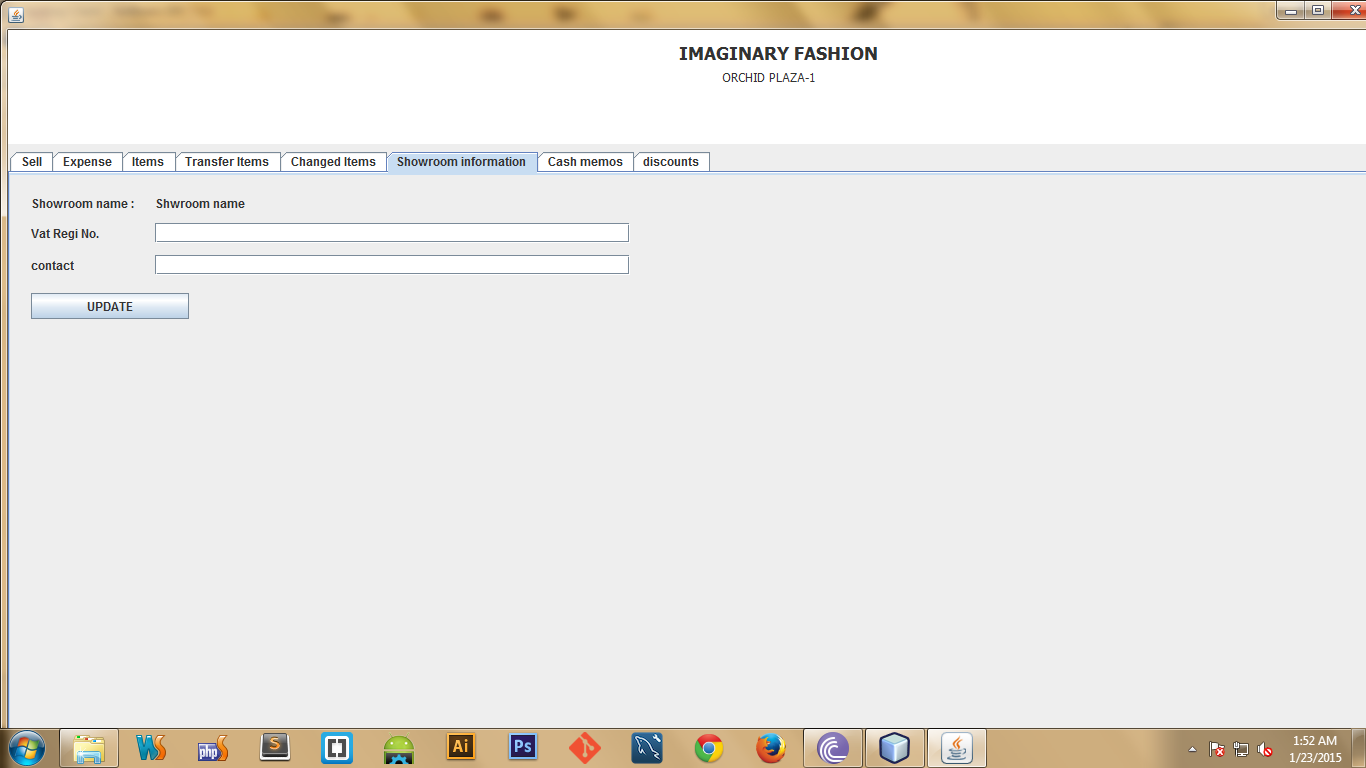 IMAGINARY FASHION
ORCHID PLAZA-1
Sell Expense Items Transfer Items Changed Items Showroom information Cash memos discounts
Showroom name : Shwroom name
Vat Regi No.
contact
UPDATE
WS php S S Ai Ps
1:52 AM
1/23/2015